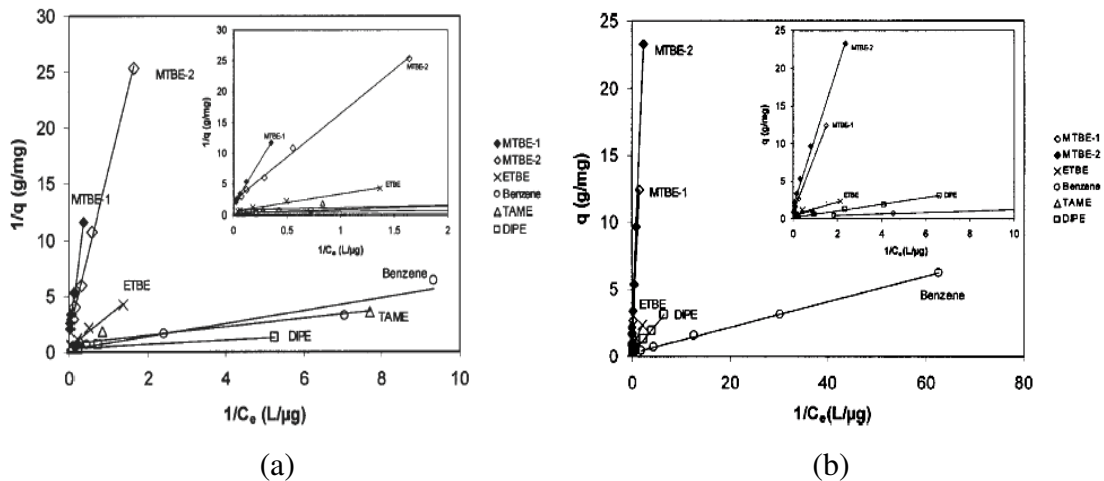 30
25
20
15
10
5
0
1/q (g/mg)
0
2
4
6
8
10
1/Ce (L/µg)
MTBE-2
MTBE-1
ETBE
Benzene
TAME
DIPE
30
25
20
15
10
5
0
1/q (g/mg)
0
0.5
1
1.5
2
1/Ce (L/µg)
MTBE-2
MTBE-1
ETBE
MTBE-1
MTBE-2
ETBE
Benzene
TAME
DIPE
(a)
25
20
15
10
5
0
q (g/mg)
0
20
40
60
80
1/Ce (L/µg)
MTBE-2
MTBE-1
ETBE
DIPE
Benzene
25
20
15
10
5
0
q (g/mg)
0
2
4
6
8
10
1/Ce(L/µg)
MTBE-2
MTBE-1
ETBE
DIPE
MTBE-1
MTBE-2
ETBE
Benzene
DIPE
(b)